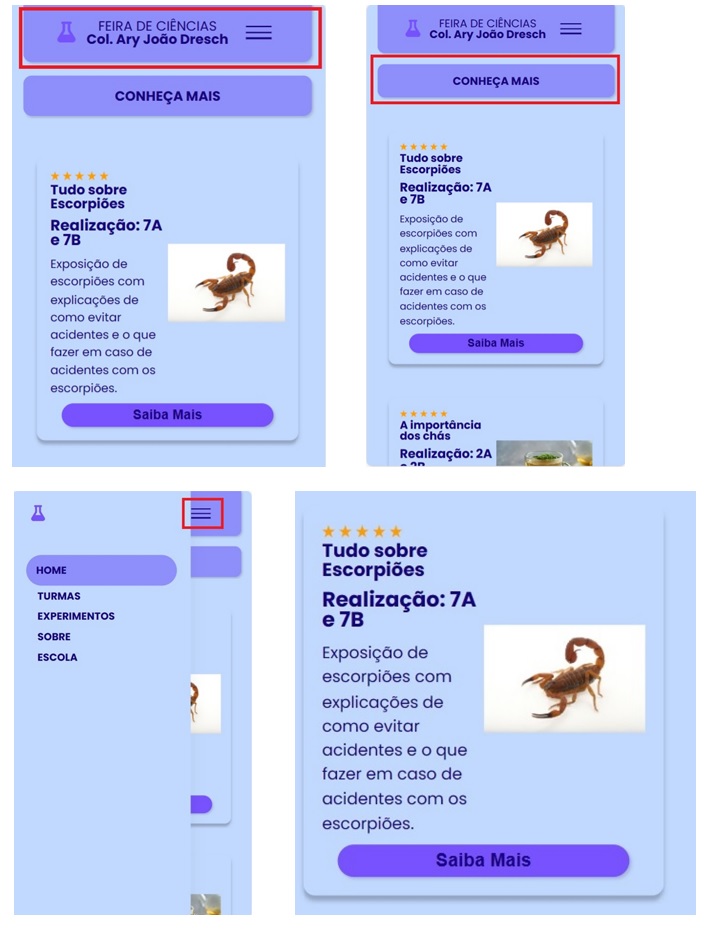 FEIRA DE CIÊNCIAS
Col. Ary João Dresch
CONHEÇA MAIS
Tudo sobre
Escorpiões
Realização: 7A
e 7B
Exposição de
escorpiões com
explicações de
como evitar
acidentes e o que
fazer em caso de
acidentes com os
escorpiões.
Saiba Mais
FEIRA DE CIÊNCIAS
Col. Ary João Dresch
CONHEÇA MAIS
Tudo sobre
Escorpiões
Realização: 7A
e 7B
Exposição de
escorpiões com
explicações de
como evitar
acidentes e o que
fazer em caso de
acidentes com os
escorpiões.
Saiba Mais
A importância
dos chás
Realização: 2A
HOME
TURMAS
EXPERIMENTOS
SOBRE
ESCOLA
Tudo sobre
Escorpiões
Realização: 7A
e 7B
Exposição de
escorpiões com
explicações de
como evitar
acidentes e o que
fazer em caso de
acidentes com os
escorpiões.
Saiba Mais